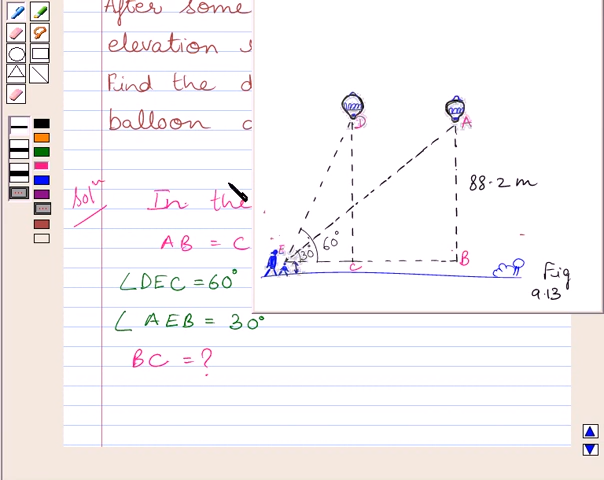 After some
elevation
Find the d
balloon
Solⁿ
In the
AB = C
∠DEC = 60°
∠AEB = 30°
BC = ?
D
A
88.2 m
E
30°
60°
C
B
Fig
9.13